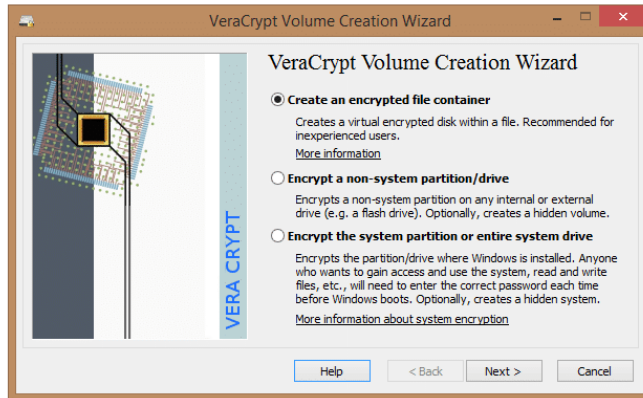 VeraCrypt Volume Creation Wizard
VeraCrypt Volume Creation Wizard
Create an encrypted file container
Creates a virtual encrypted disk within a file. Recommended for
inexperienced users.
More information
Encrypt a non-system partition/drive
Encrypts a non-system partition on any internal or external
drive (e.g. a flash drive). Optionally, creates a hidden volume.
Encrypt the system partition or entire system drive
Encrypts the partition/drive where Windows is installed. Anyone
who wants to gain access and use the system, read and write
files, etc., will need to enter the correct password each time
before Windows boots. Optionally, creates a hidden system.
More information about system encryption
VERA CRYPT
Help
< Back
Next >
Cancel